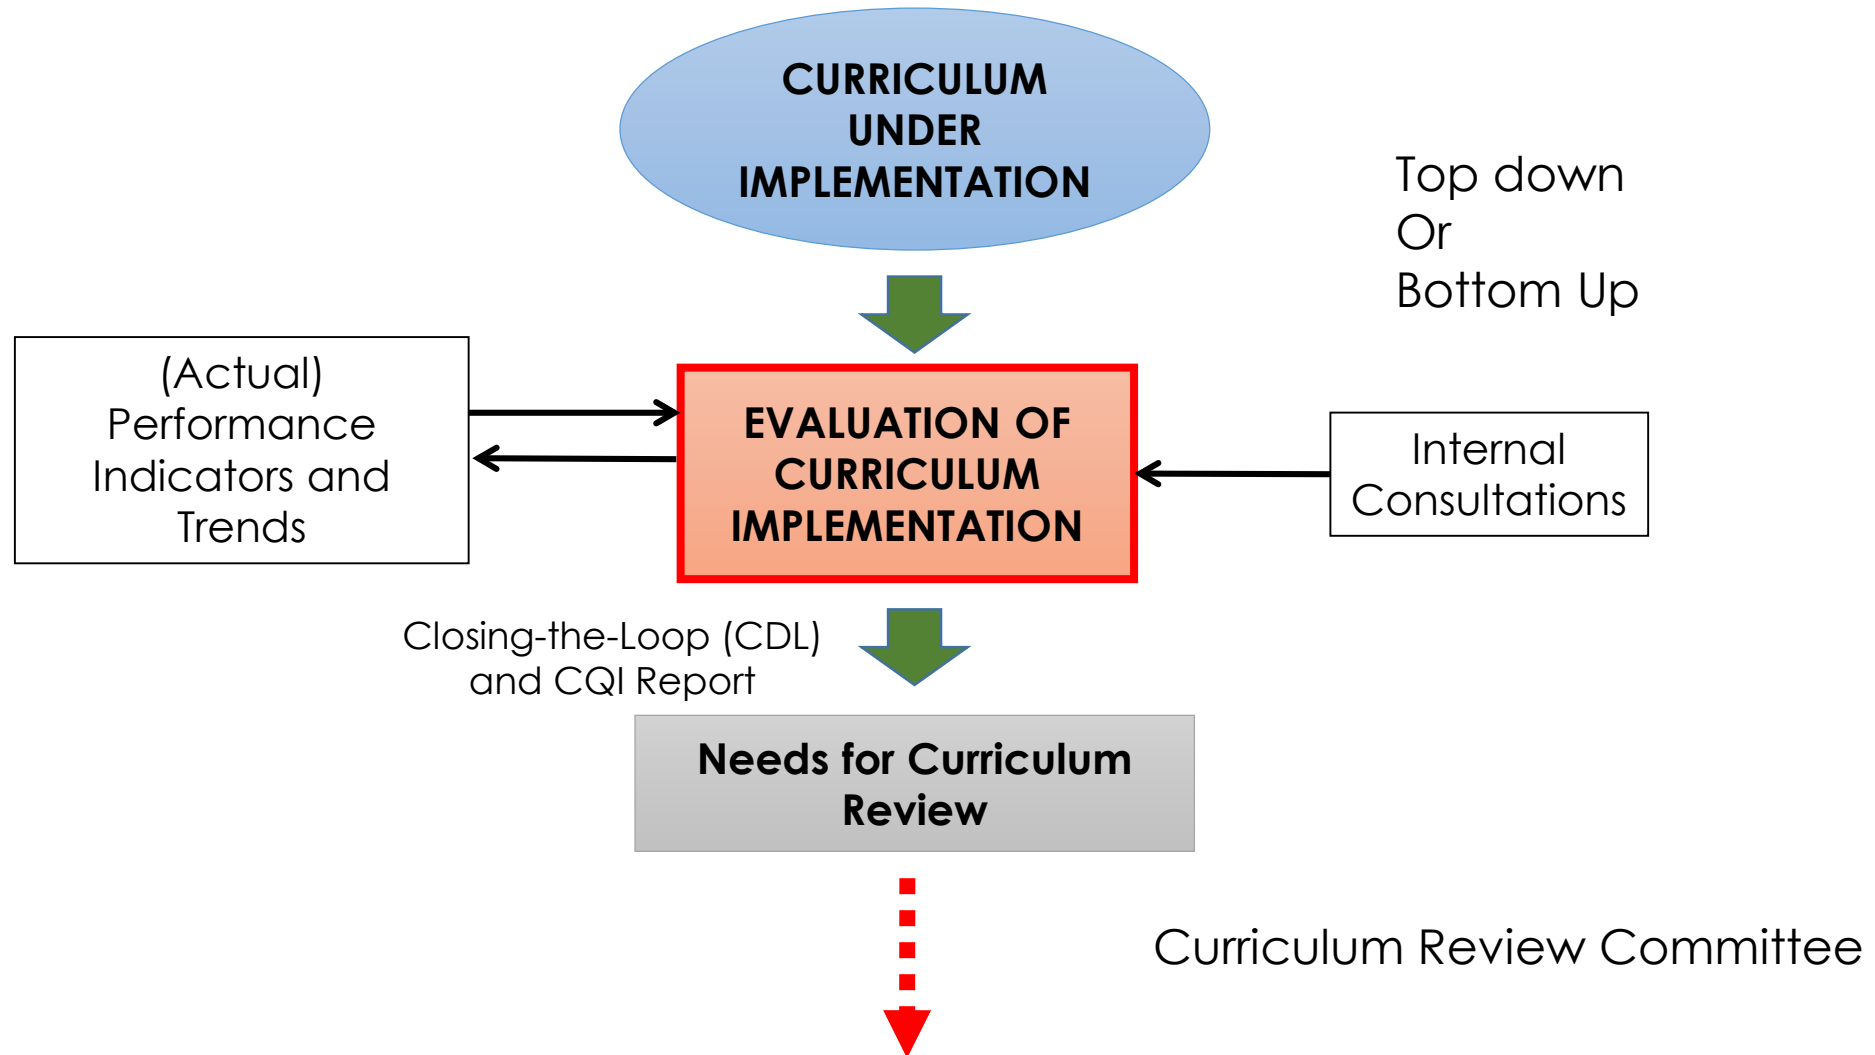 CURRICULUM
UNDER
IMPLEMENTATION
Top down
Or
Bottom Up
(Actual)
Performance
Indicators and
Trends
EVALUATION OF
CURRICULUM
IMPLEMENTATION
Internal
Consultations
Closing-the-Loop (CDL)
and CQI Report
Needs for Curriculum
Review
Curriculum Review Committee